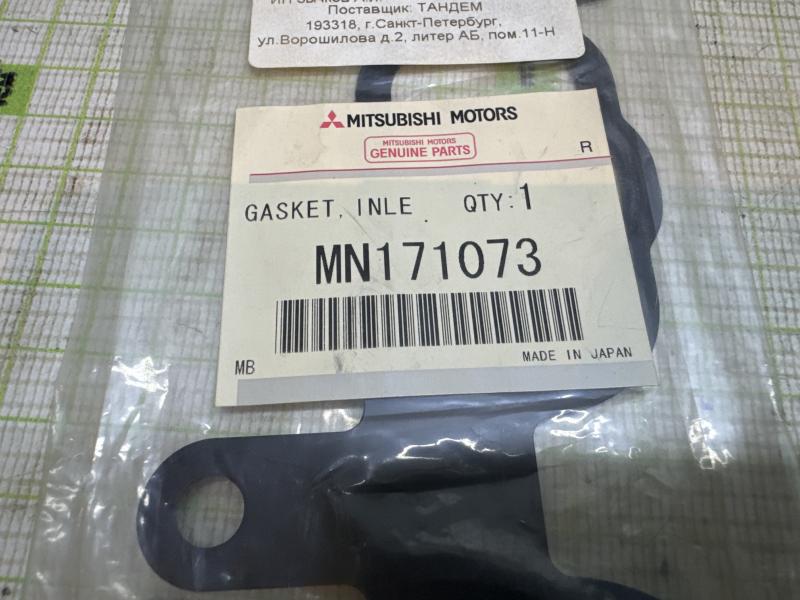 Поставщик: ТАНДЕМ
193318, г.Санкт-Петербург,
ул.Ворошилова д.2, литер АБ, пом.11-Н
MITSUBISHI MOTORS
MITSUBISHI MOTORS
GENUINE PARTS
R
GASKET, INLE . QTY:1
MN171073
MB MADE IN JAPAN